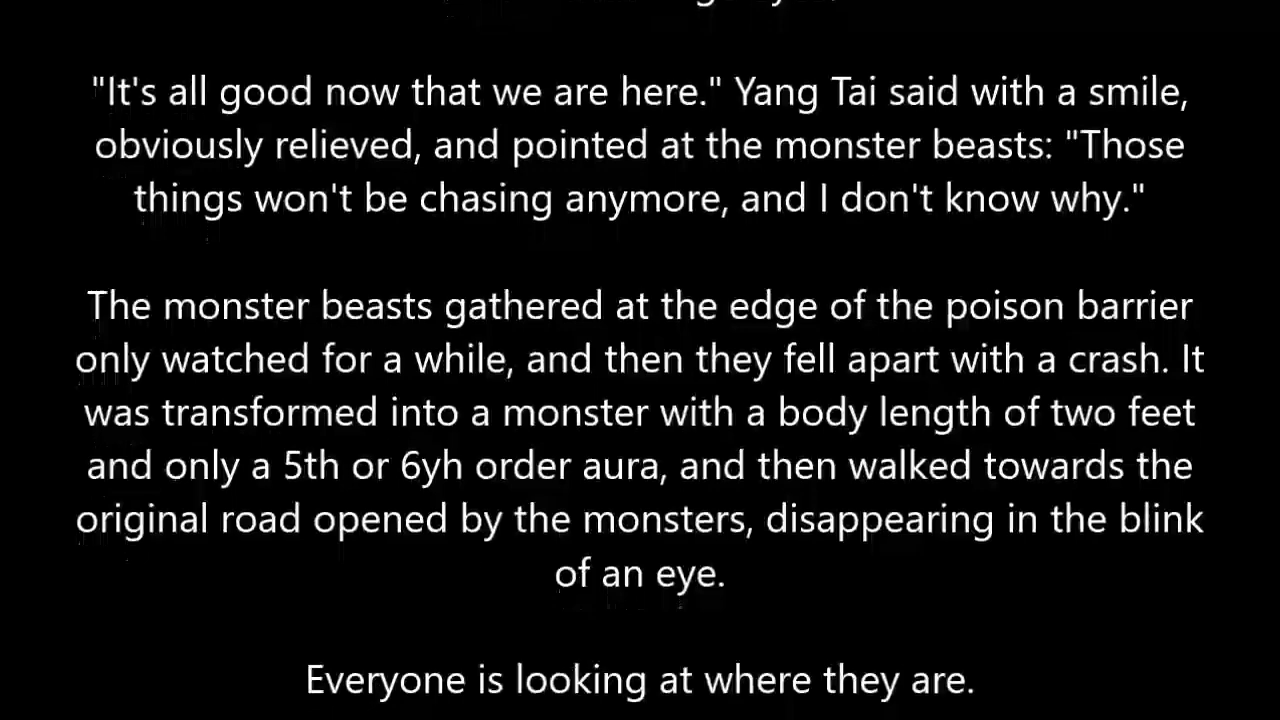 "It's all good now that we are here." Yang Tai said with a smile,
obviously relieved, and pointed at the monster beasts: "Those
things won't be chasing anymore, and I don't know why."
The monster beasts gathered at the edge of the poison barrier
only watched for a while, and then they fell apart with a crash. It
was transformed into a monster with a body length of two feet
and only a 5th or 6yh order aura, and then walked towards the
original road opened by the monsters, disappearing in the blink
of an eye.
Everyone is looking at where they are.